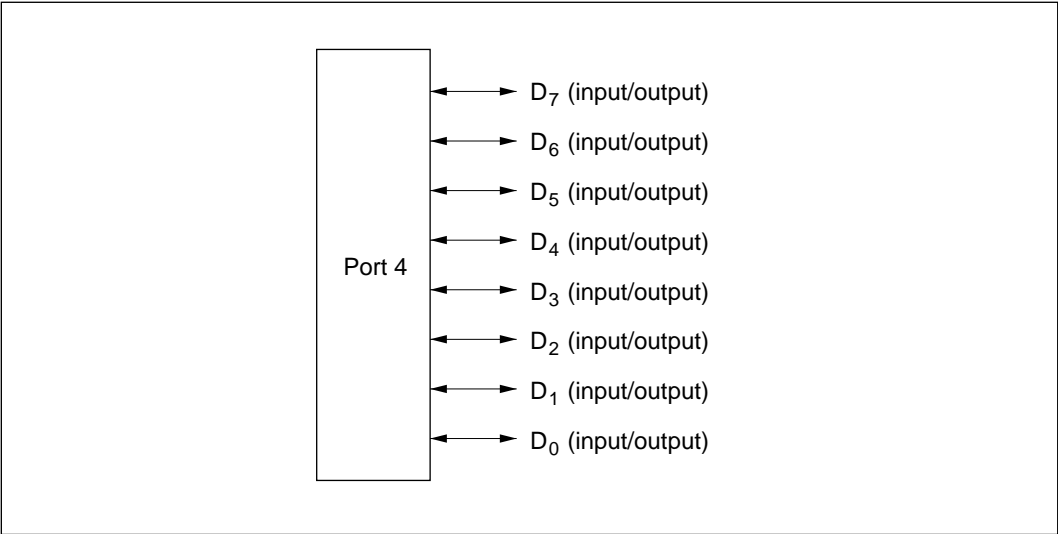 D7 (input/output)
D6 (input/output)
D5 (input/output)
D4 (input/output)
Port 4
D3 (input/output)
D2 (input/output)
D1 (input/output)
D0 (input/output)